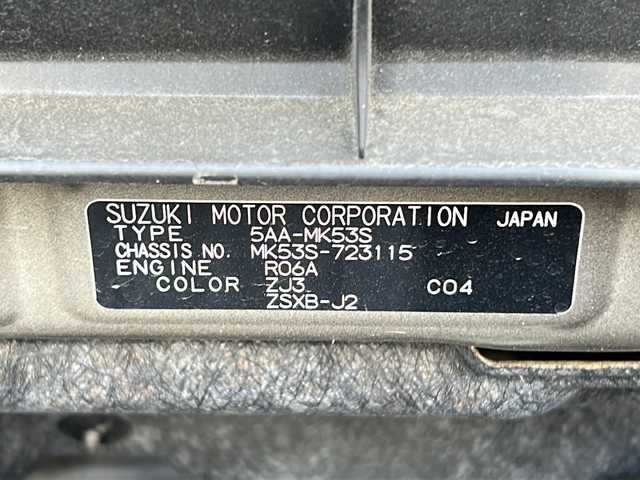 SUZUKI MOTOR CORPORATION JAPAN
TYPE 5AA-MK53S
CHASSIS NO. MK53S-723115
ENGINE R06A
COLOR ZJ3 C04
ZSXB-J2